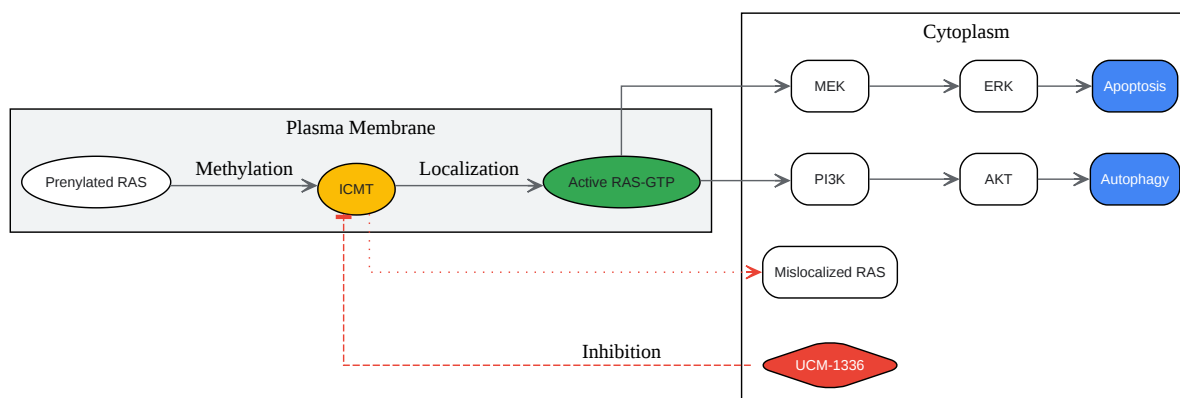 Cytoplasm
MEK
ERK
Apoptosis
Plasma Membrane
Prenylated RAS
Methylation
ICMT
Localization
Active RAS-GTP
PI3K
AKT
Autophagy
Mislocalized RAS
Inhibition
UCM-1336